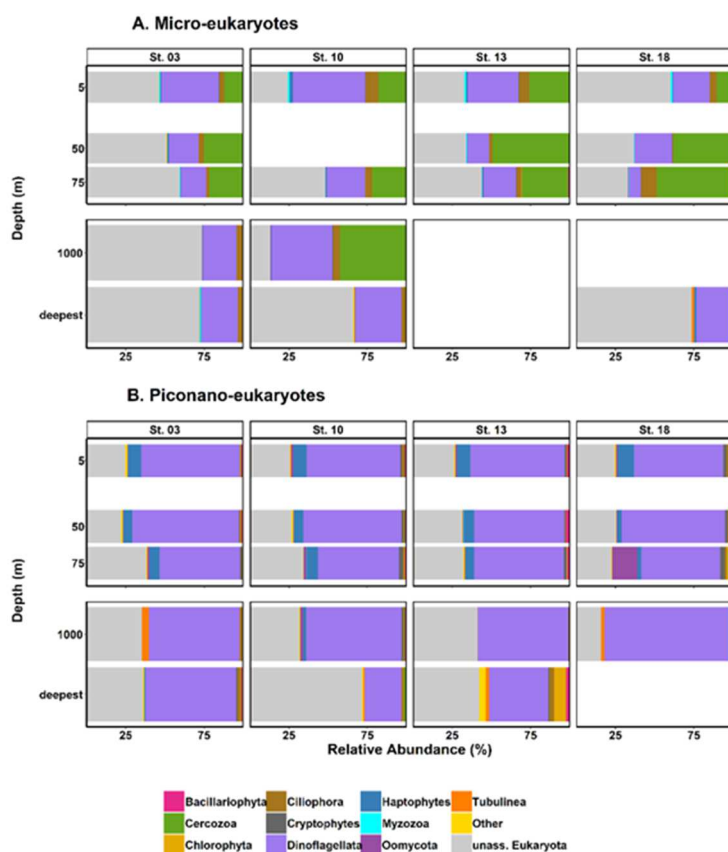 A. Micro-eukaryotes
St. 03 St. 10 St. 13 St. 18
5
50
75
Depth (m)
1000
deepest
25 75 25 75 25 75 25 75
B. Piconano-eukaryotes
St. 03 St. 10 St. 13 St. 18
5
50
75
Depth (m)
1000
deepest
25 75 25 75 25 75 25 75
Relative Abundance (%)
Bacillariophyta Ciliophora Haptophytes Tubulinea
Cercozoa Cryptophytes Myzozoa Other
Chlorophyta Dinoflagellata Oomycota unass. Eukaryota